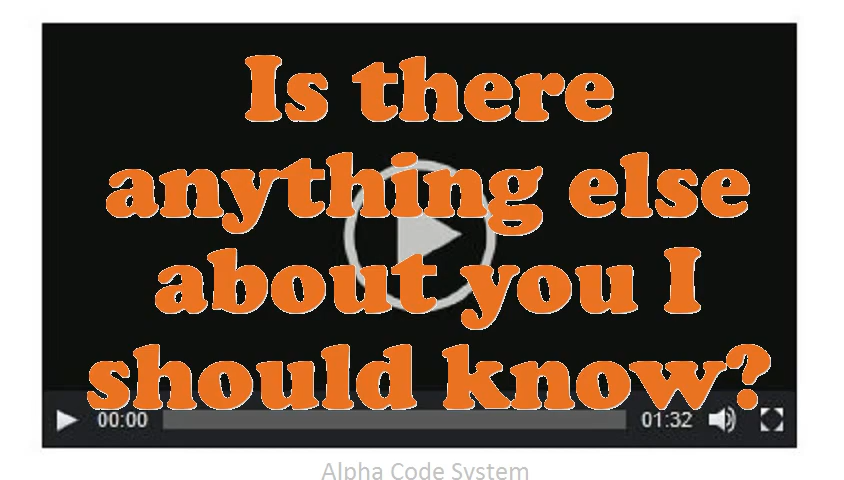 Is there
anything else
about you I
should know?
00:00 01:32
Alpha Code System